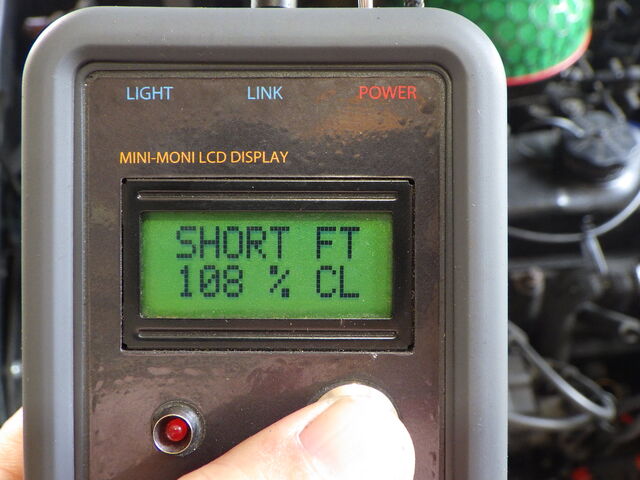 LIGHT LINK POWER
MINI-MONI LCD DISPLAY
SHORT FT
108 % CL